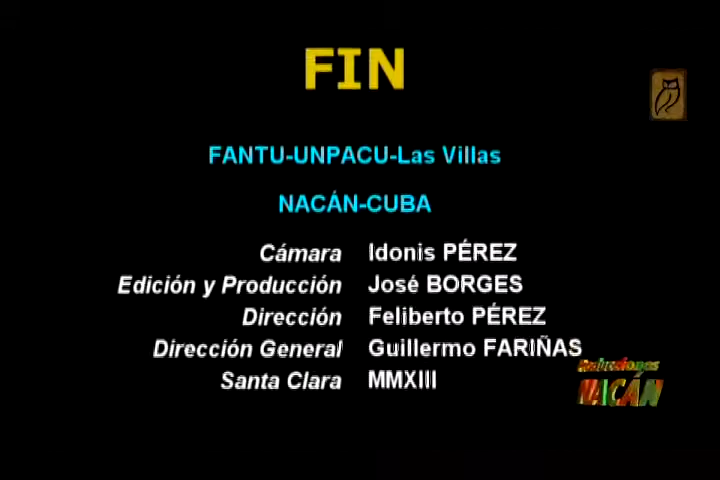 FIN
FANTU-UNPACU-Las Villas
NACÁN-CUBA
Cámara Idonis PÉREZ
Edición y Producción José BORGES
Dirección Feliberto PÉREZ
Dirección General Guillermo FARIÑAS
Santa Clara MMXIII
Producciones
NACÁN